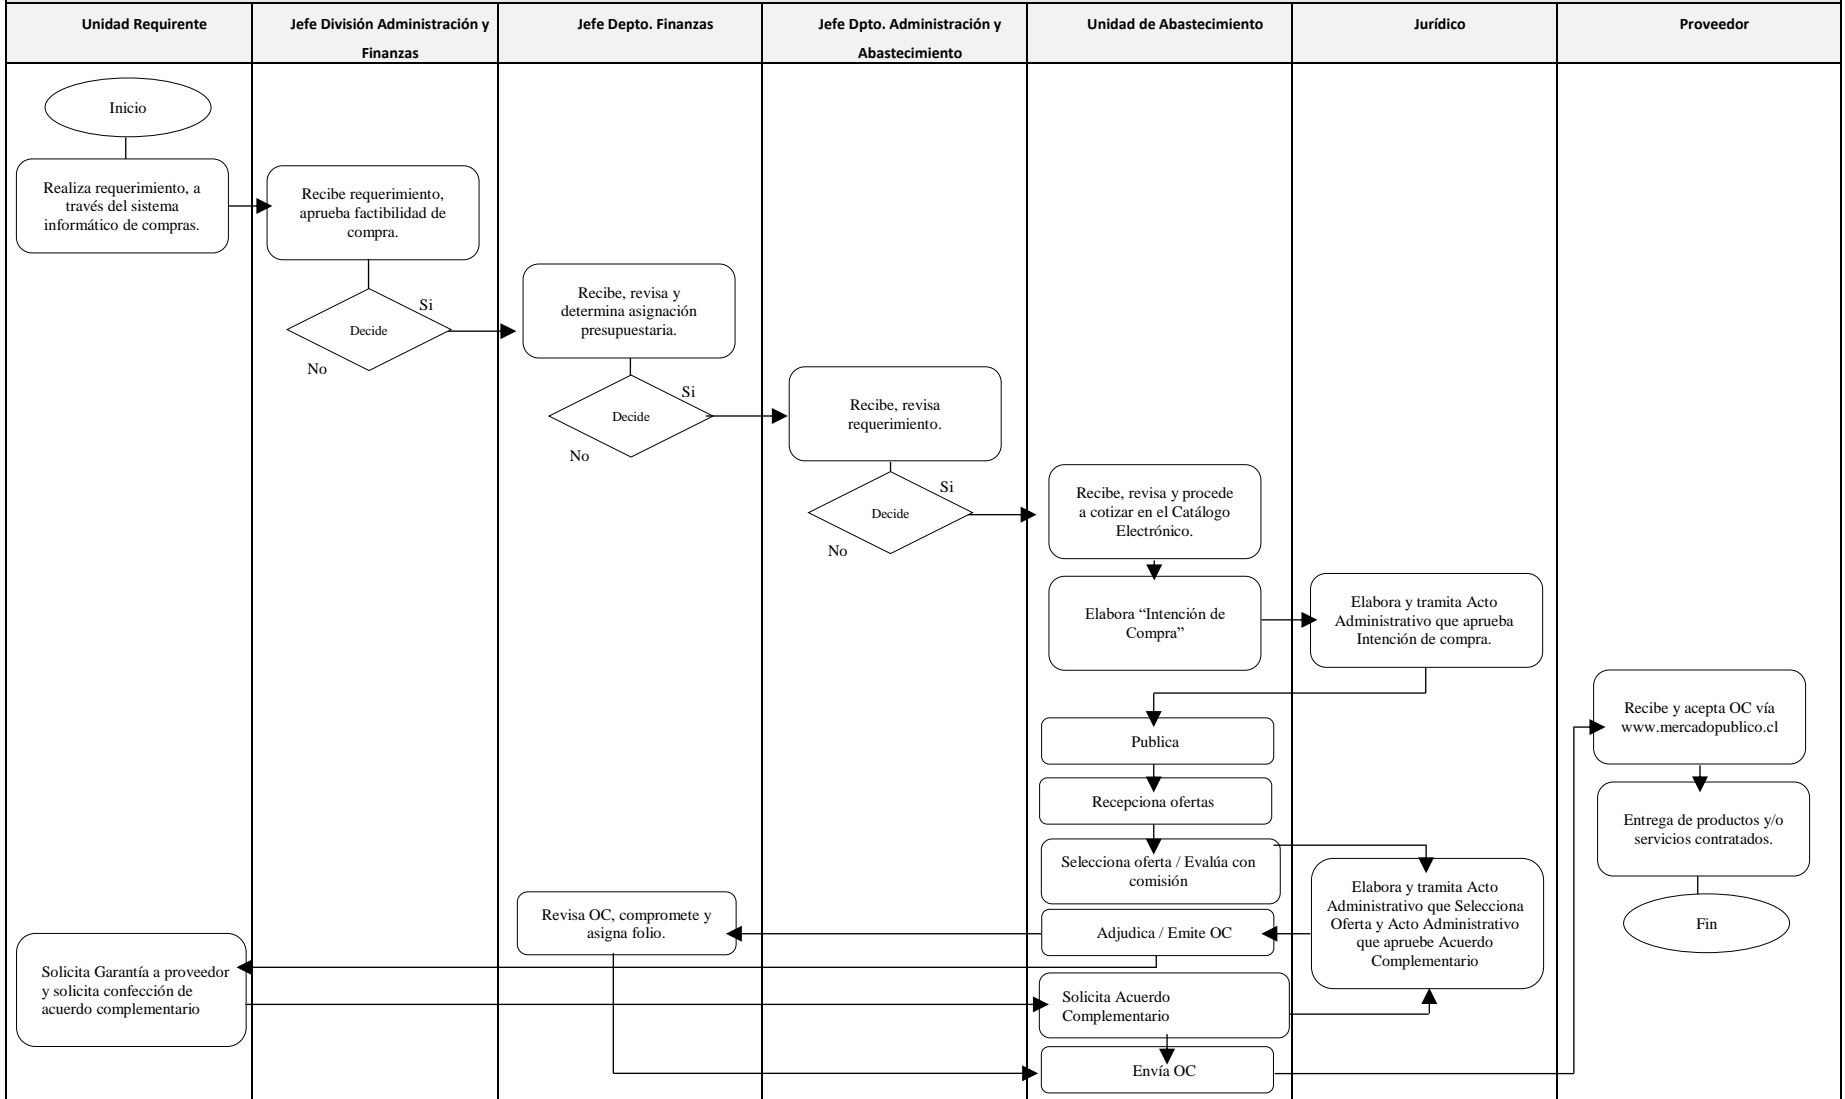 Unidad Requirente
Jefe División Administración y
Finanzas
Jefe Depto. Finanzas
Jefe Dpto. Administración y
Abastecimiento
Unidad de Abastecimiento
Jurídico
Proveedor
Inicio
Realiza requerimiento, a
través del sistema
informático de compras.
Recibe requerimiento,
aprueba factibilidad de
compra.
Decide
Si
No
Recibe, revisa y
determina asignación
presupuestaria.
Decide
Si
No
Recibe, revisa
requerimiento.
Decide
Si
No
Recibe, revisa y procede
a cotizar en el Catálogo
Electrónico.
Elabora “Intención de
Compra”
Elabora y tramita Acto
Administrativo que aprueba
Intención de compra.
Publica
Recepciona ofertas
Selecciona oferta / Evalúa con
comisión
Elabora y tramita Acto
Administrativo que Selecciona
Oferta y Acto Administrativo
que apruebe Acuerdo
Complementario
Adjudica / Emite OC
Revisa OC, compromete y
asigna folio.
Solicita Garantía a proveedor
y solicita confección de
acuerdo complementario
Solicita Acuerdo
Complementario
Envía OC
Recibe y acepta OC vía
www.mercadopublico.cl
Entrega de productos y/o
servicios contratados.
Fin